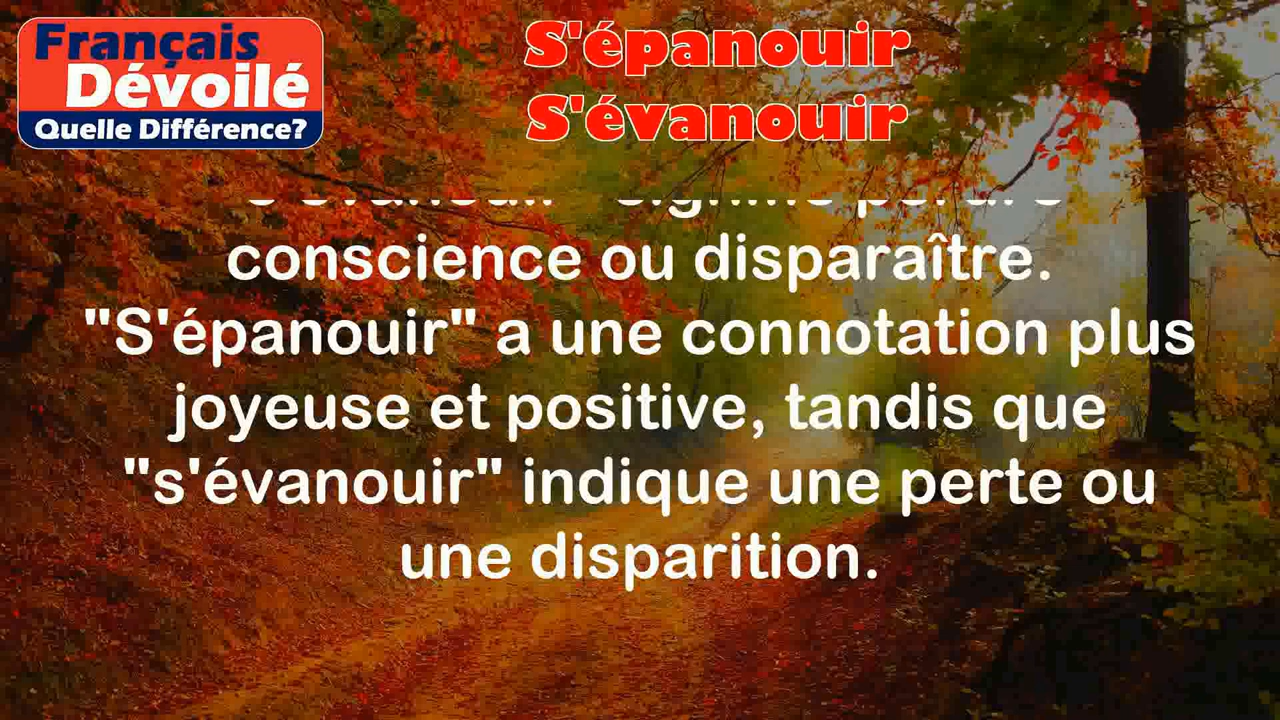 Français
Dévoilé
Quelle Différence?
S'épanouir
S'évanouir
conscience ou disparaître.
"S'épanouir" a une connotation plus
joyeuse et positive, tandis que
"s'évanouir" indique une perte ou
une disparition.